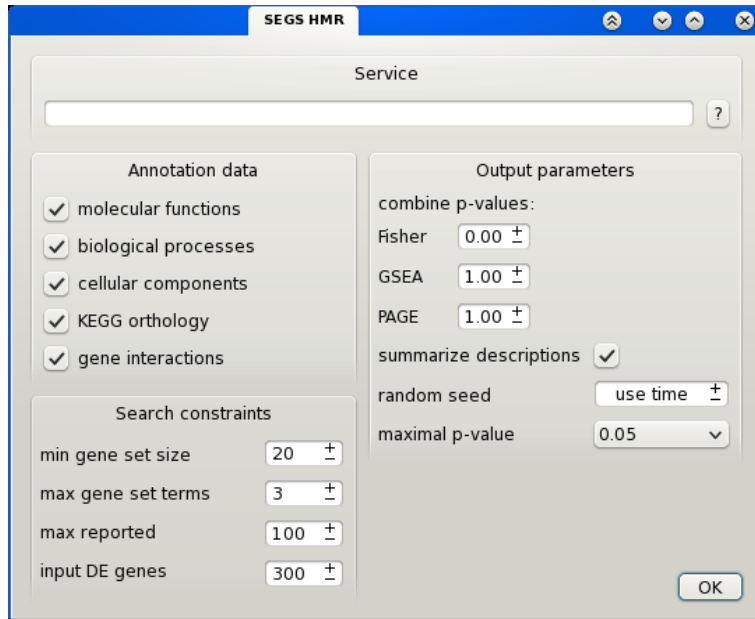 SEGS HMR
Service
?
Annotation data
molecular functions
biological processes
cellular components
KEGG orthology
gene interactions
Search constraints
min gene set size 20
max gene set terms 3
max reported 100
input DE genes 300
Output parameters
combine p-values:
Fisher 0.00
GSEA 1.00
PAGE 1.00
summarize descriptions
random seed use time
maximal p-value 0.05
OK